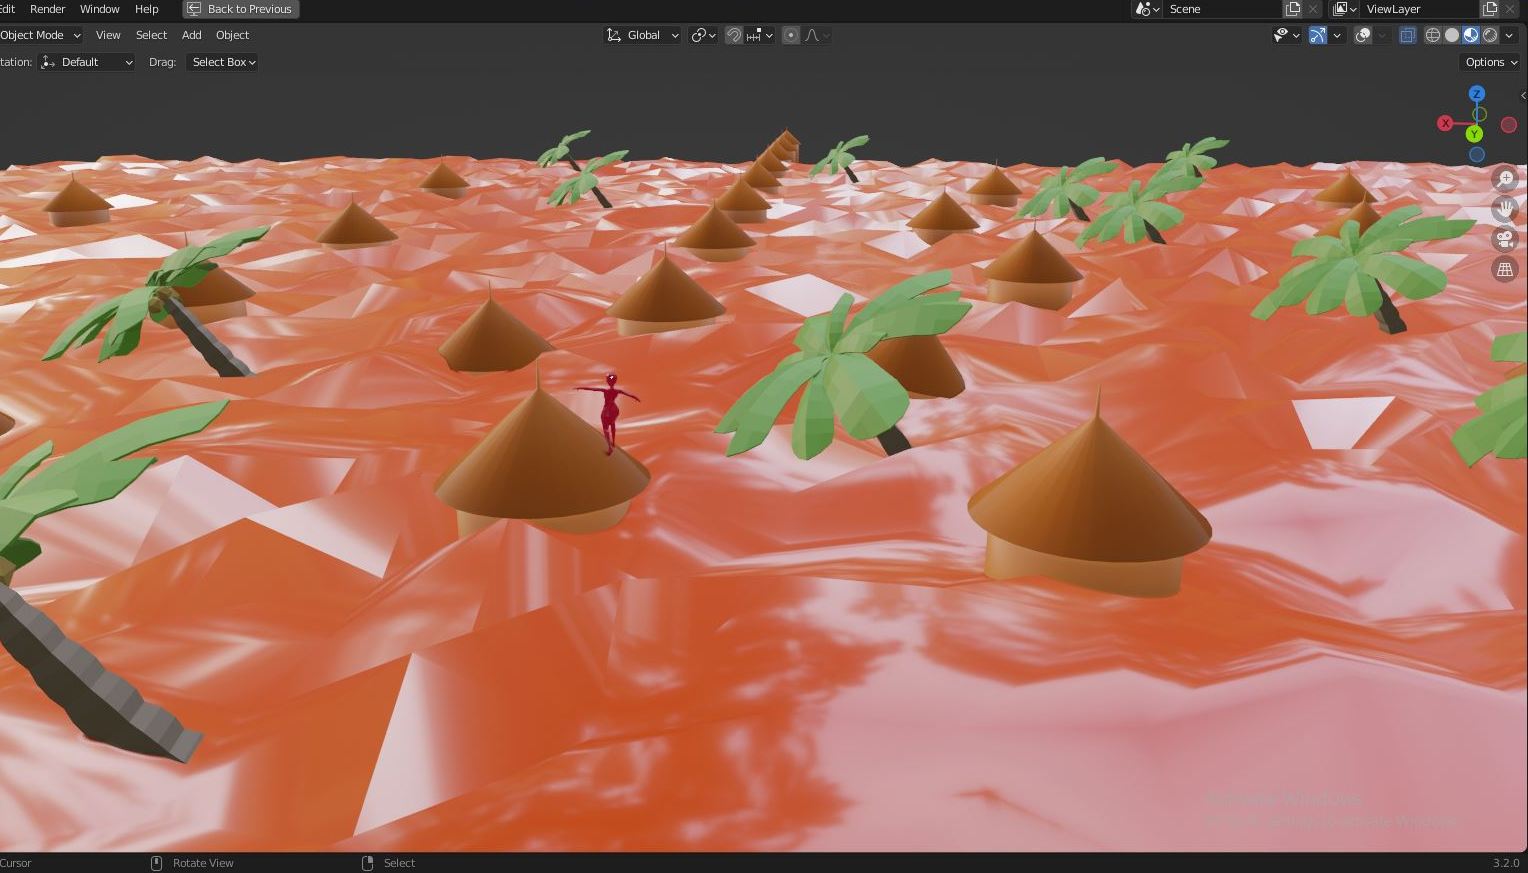 Edit Render Window Help Back to Previous Scene ViewLayer
Object Mode View Select Add Object Global
tation: Default Drag: Select Box Options
Z
X
Y
Activate Windows
Cursor Rotate View Select 3.2.0